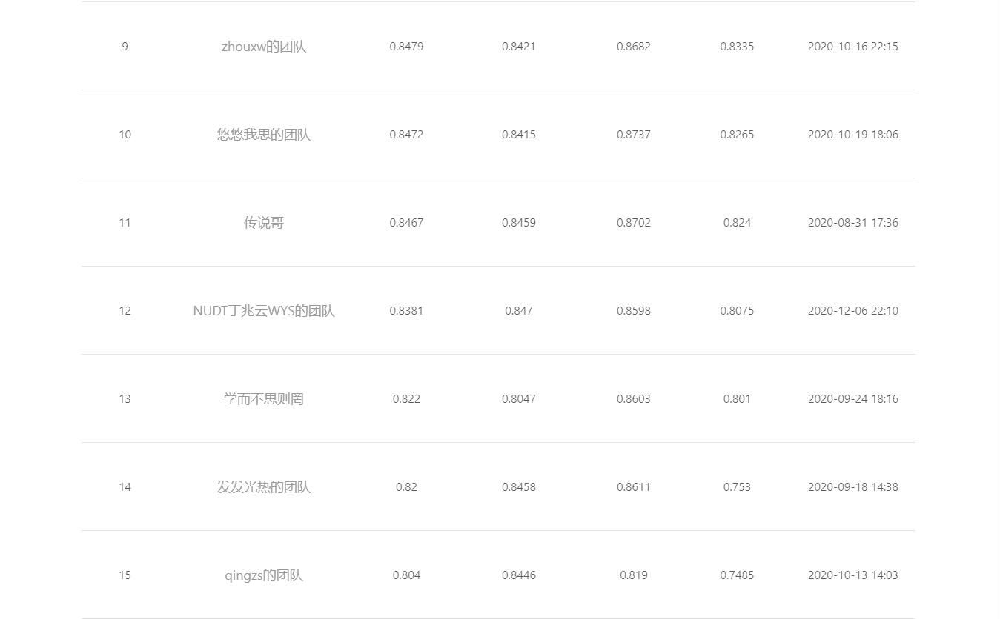 9 zhouxw的团队 0.8479 0.8421 0.8682 0.8335 2020-10-16 22:15
10 悠悠我思的团队 0.8472 0.8415 0.8737 0.8265 2020-10-19 18:06
11 传说哥 0.8467 0.8459 0.8702 0.824 2020-08-31 17:36
12 NUDT丁兆云WYS的团队 0.8381 0.847 0.8598 0.8075 2020-12-06 22:10
13 学而不思则罔 0.822 0.8047 0.8603 0.801 2020-09-24 18:16
14 发发光热的团队 0.82 0.8458 0.8611 0.753 2020-09-18 14:38
15 qingzs的团队 0.804 0.8446 0.819 0.7485 2020-10-13 14:03